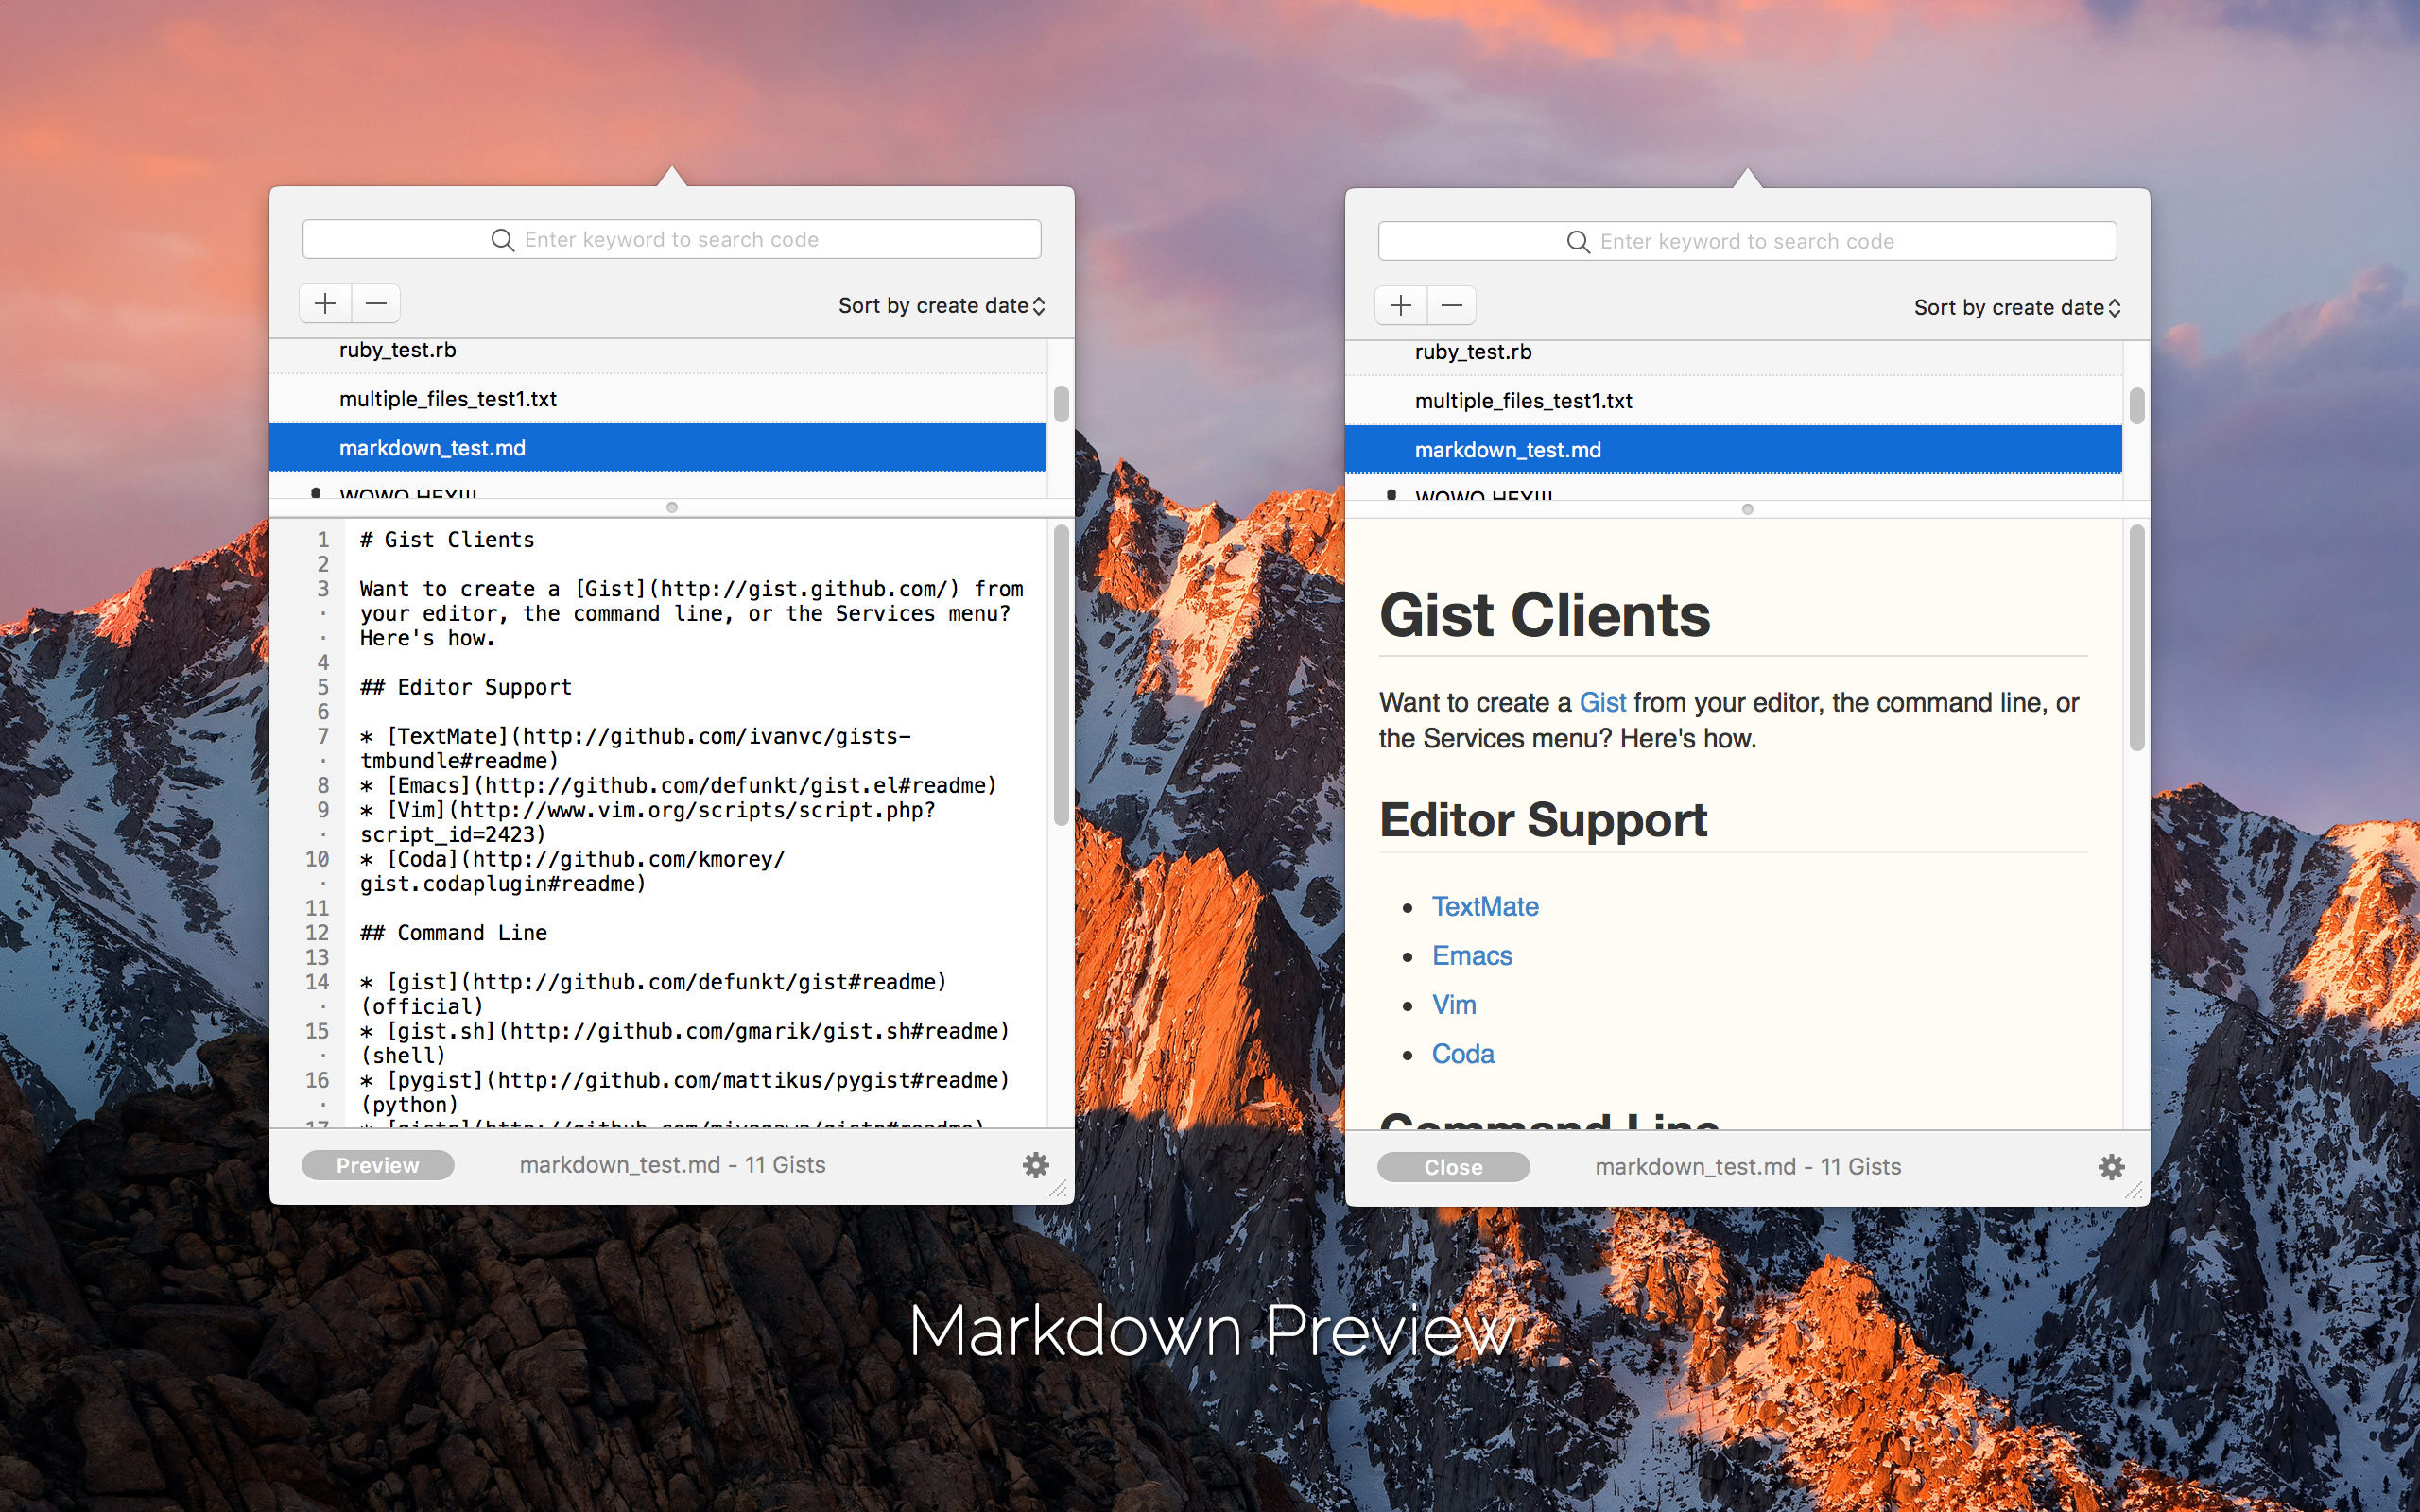 Enter keyword to search code
Sort by create date
ruby_test.rb
multiple_files_test1.txt
markdown_test.md
WOWO HEY!!!
1 # Gist Clients
2
3 Want to create a [Gist](http://gist.github.com/) from
· your editor, the command line, or the Services menu?
· Here's how.
4
5 ## Editor Support
6
7 * [TextMate](http://github.com/ivanvc/gists-
· tmbundle#readme)
8 * [Emacs](http://github.com/defunkt/gist.el#readme)
9 * [Vim](http://www.vim.org/scripts/script.php?
· script_id=2423)
10 * [Coda](http://github.com/kmorey/
· gist.codaplugin#readme)
11
12 ## Command Line
13
14 * [gist](http://github.com/defunkt/gist#readme)
· (official)
15 * [gist.sh](http://github.com/gmarik/gist.sh#readme)
· (shell)
16 * [pygist](http://github.com/mattikus/pygist#readme)
· (python)
17 * [gistp](http://github.com/miyagawa/gistp#readme)
Preview
markdown_test.md - 11 Gists
Enter keyword to search code
Sort by create date
ruby_test.rb
multiple_files_test1.txt
markdown_test.md
WOWO HEY!!!
Gist Clients
Want to create a Gist from your editor, the command line, or
the Services menu? Here's how.
Editor Support
• TextMate
• Emacs
• Vim
• Coda
Command Line
Close
markdown_test.md - 11 Gists
Markdown Preview